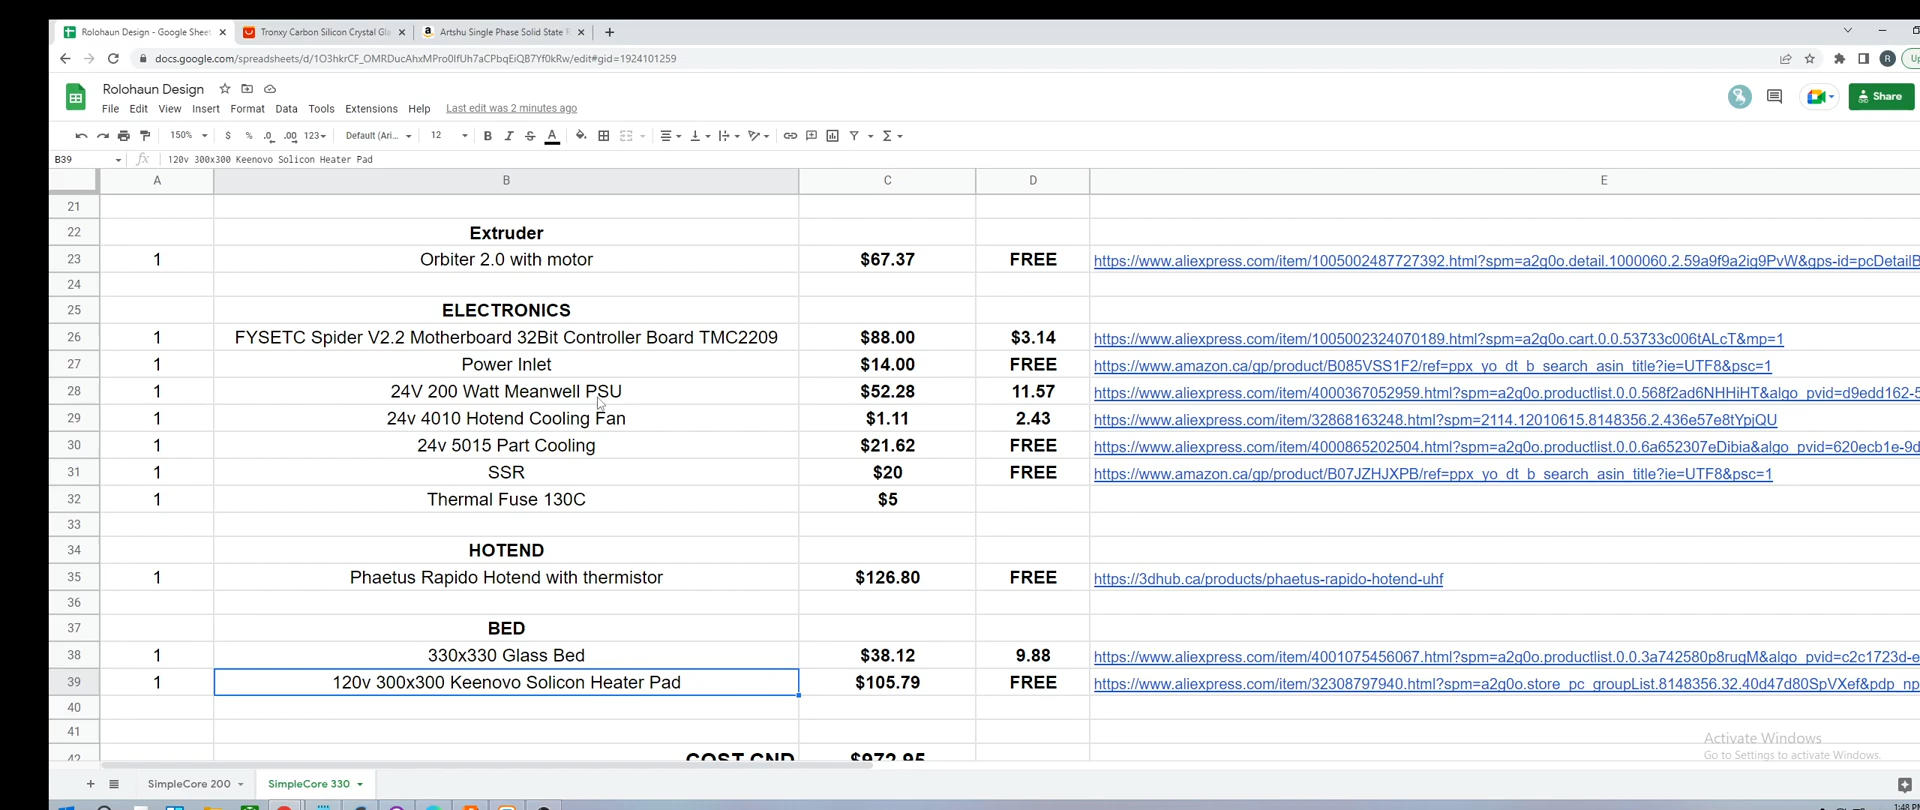 Rolohaun Design - Google Sheet
Tronxy Carbon Silicon Crystal Gla
Artshu Single Phase Solid State R
docs.google.com/spreadsheets/d/1O3hkrCF_OMRDucAhxMPro0lfUh7aCPbqEiQB7Yf0kRw/edit#gid=1924101259
R
Up
Rolohaun Design
File Edit View Insert Format Data Tools Extensions Help Last edit was 2 minutes ago
Share
150% $ % .0 .00 123 Default (Ari... 12 B I S A
B39 fx 120v 300x300 Keenovo Solicon Heater Pad
A B C D E
21
22 Extruder
23 1 Orbiter 2.0 with motor $67.37 FREE https://www.aliexpress.com/item/1005002487727392.html?spm=a2g0o.detail.1000060.2.59a9f9a2ig9PvW&gps-id=pcDetailB
24
25 ELECTRONICS
26 1 FYSETC Spider V2.2 Motherboard 32Bit Controller Board TMC2209 $88.00 $3.14 https://www.aliexpress.com/item/1005002324070189.html?spm=a2g0o.cart.0.0.53733c006tALcT&mp=1
27 1 Power Inlet $14.00 FREE https://www.amazon.ca/gp/product/B085VSS1F2/ref=ppx_yo_dt_b_search_asin_title?ie=UTF8&psc=1
28 1 24V 200 Watt Meanwell PSU $52.28 11.57 https://www.aliexpress.com/item/4000367052959.html?spm=a2g0o.productlist.0.0.568f2ad6NHHiHT&algo_pvid=d9edd162-5
29 1 24v 4010 Hotend Cooling Fan $1.11 2.43 https://www.aliexpress.com/item/32868163248.html?spm=2114.12010615.8148356.2.436e57e8tYpjQU
30 1 24v 5015 Part Cooling $21.62 FREE https://www.aliexpress.com/item/4000865202504.html?spm=a2g0o.productlist.0.0.6a652307eDibia&algo_pvid=620ecb1e-9d
31 1 SSR $20 FREE https://www.amazon.ca/gp/product/B07JZHJXPB/ref=ppx_yo_dt_b_search_asin_title?ie=UTF8&psc=1
32 1 Thermal Fuse 130C $5
33
34 HOTEND
35 1 Phaetus Rapido Hotend with thermistor $126.80 FREE https://3dhub.ca/products/phaetus-rapido-hotend-uhf
36
37 BED
38 1 330x330 Glass Bed $38.12 9.88 https://www.aliexpress.com/item/4001075456067.html?spm=a2g0o.productlist.0.0.3a742580p8rugM&algo_pvid=c2c1723d-e
39 1 120v 300x300 Keenovo Solicon Heater Pad $105.79 FREE https://www.aliexpress.com/item/32308797940.html?spm=a2g0o.store_pc_groupList.8148356.32.40d47d80SpVXef&pdp_np
40
41
42 COST CND $972.95
Activate Windows
Go to Settings to activate Windows.
SimpleCore 200 SimpleCore 330
1:48 PM